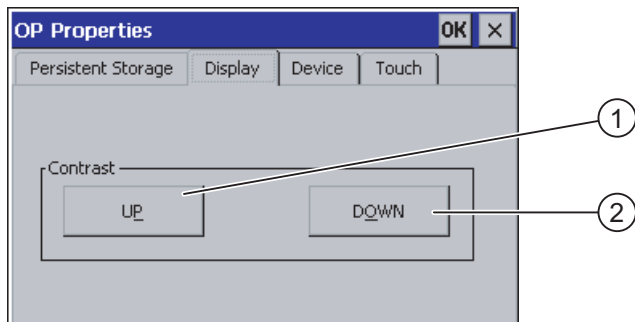 OP Properties OK ×
Persistent Storage Display Device Touch
1
Contrast
UP DOWN
2